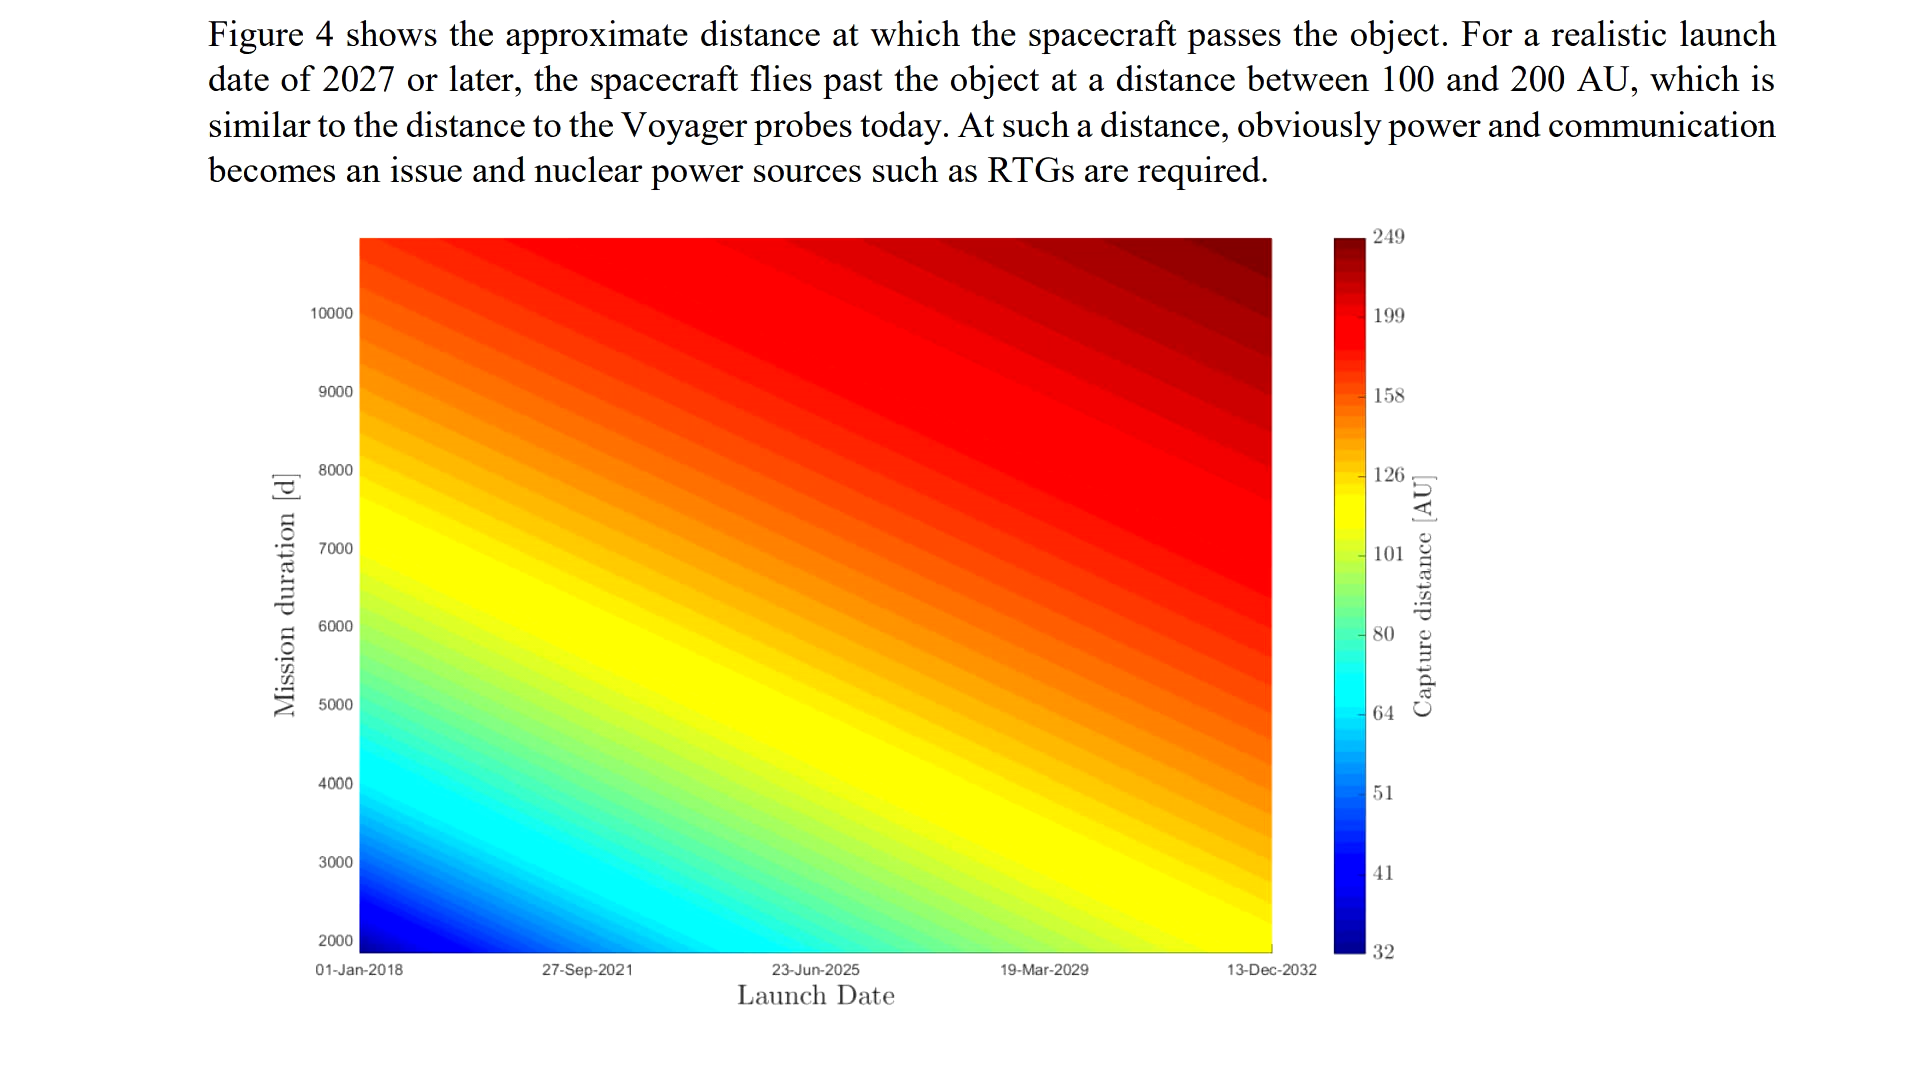 Figure 4 shows the approximate distance at which the spacecraft passes the object. For a realistic launch
date of 2027 or later, the spacecraft flies past the object at a distance between 100 and 200 AU, which is
similar to the distance to the Voyager probes today. At such a distance, obviously power and communication
becomes an issue and nuclear power sources such as RTGs are required.
Mission duration [d]
10000
9000
8000
7000
6000
5000
4000
3000
2000
01-Jan-2018 27-Sep-2021 23-Jun-2025 19-Mar-2029 13-Dec-2032
Launch Date
249
199
158
126
101
80
64
51
41
32
Capture distance [AU]